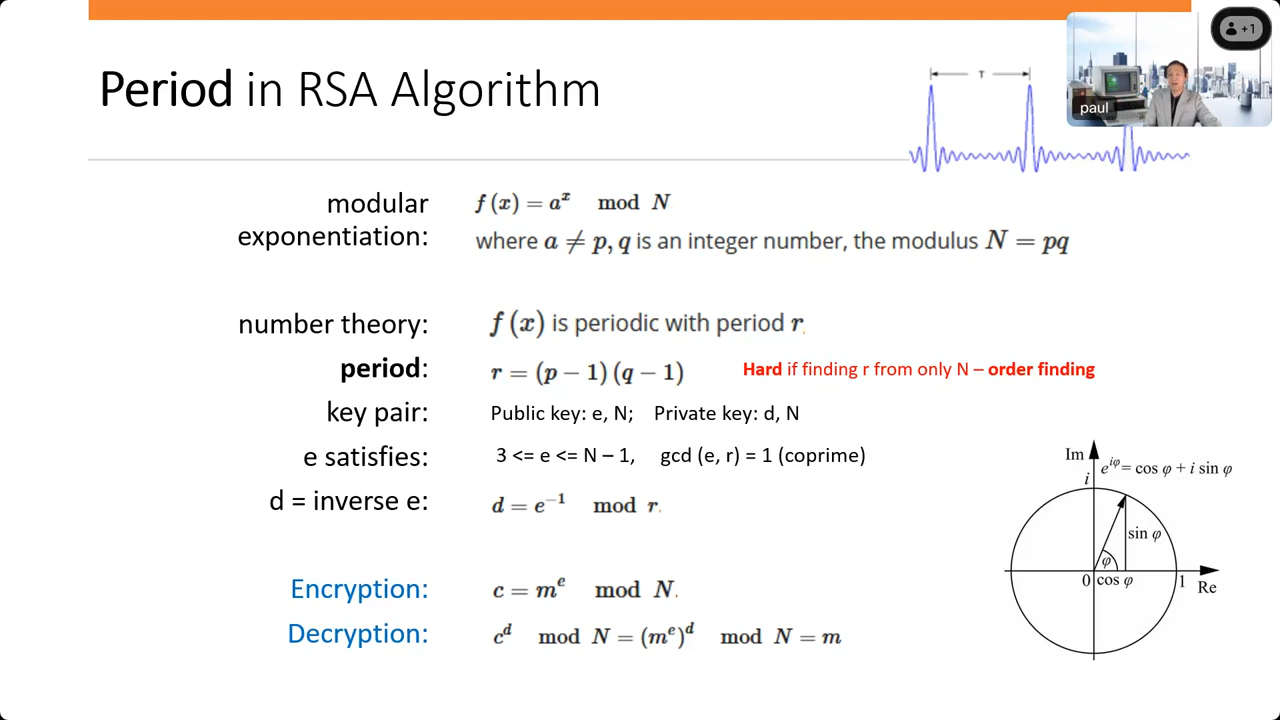 Period in RSA Algorithm
T
+1
paul
modular
exponentiation:
f(x) = a^x mod N
where a ≠ p, q is an integer number, the modulus N = pq
number theory:
f(x) is periodic with period r.
period:
r = (p − 1)(q − 1)
Hard if finding r from only N – order finding
key pair:
Public key: e, N; Private key: d, N
e satisfies:
3 <= e <= N – 1, gcd (e, r) = 1 (coprime)
d = inverse e:
d = e^−1 mod r.
Encryption:
c = m^e mod N.
Decryption:
c^d mod N = (m^e)^d mod N = m
Im
i
e^iφ = cos φ + i sin φ
sin φ
φ
0
cos φ
1
Re